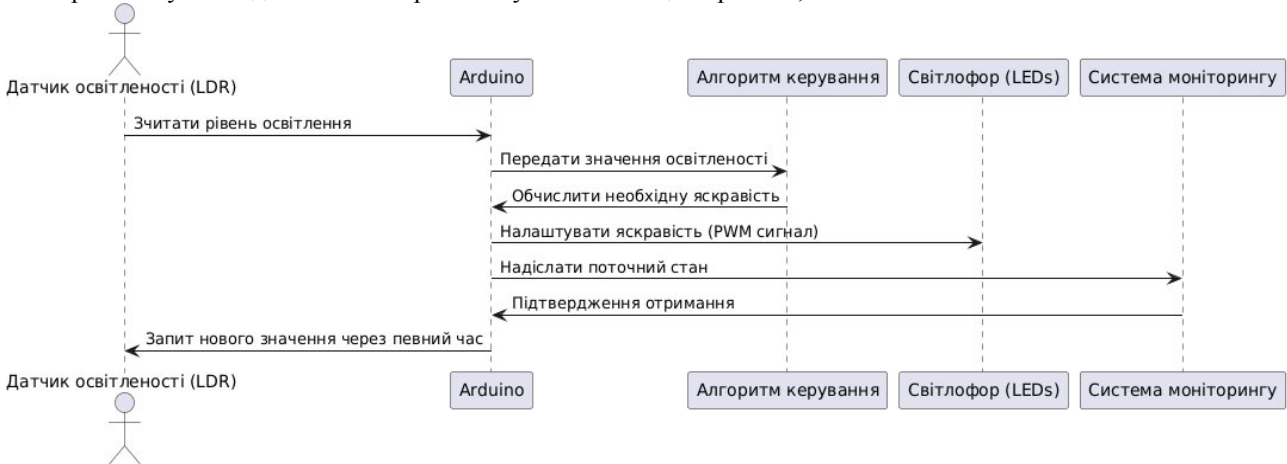 Датчик освітленості (LDR)
Arduino
Алгоритм керування
Світлофор (LEDs)
Система моніторингу
Зчитати рівень освітлення
Передати значення освітленості
Обчислити необхідну яскравість
Налаштувати яскравість (PWM сигнал)
Надіслати поточний стан
Підтвердження отримання
Запит нового значення через певний час
Датчик освітленості (LDR)
Arduino
Алгоритм керування
Світлофор (LEDs)
Система моніторингу